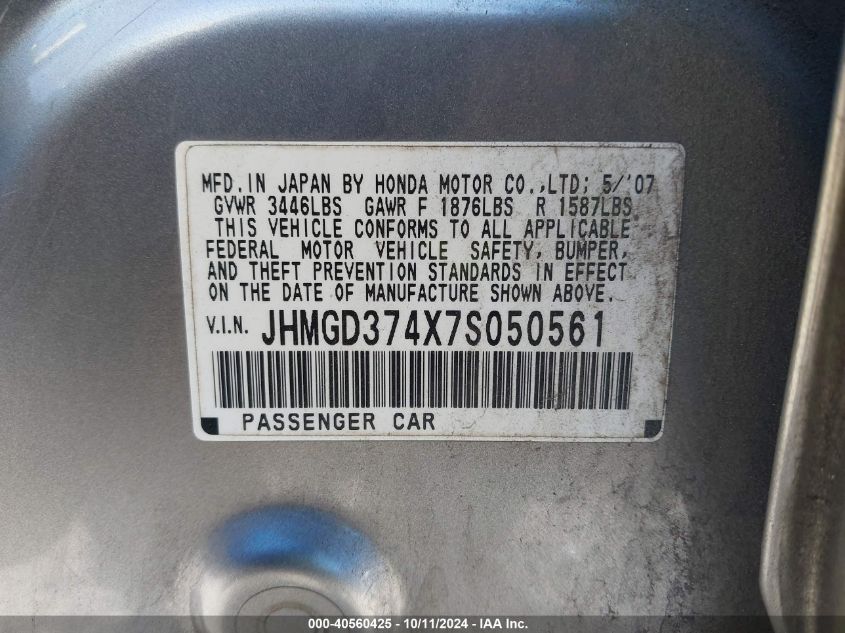 MFD. IN JAPAN BY HONDA MOTOR CO., LTD; 5/'07
GVWR 3446LBS GAWR F 1876LBS R 1587LBS
THIS VEHICLE CONFORMS TO ALL APPLICABLE
FEDERAL MOTOR VEHICLE SAFETY, BUMPER,
AND THEFT PREVENTION STANDARDS IN EFFECT
ON THE DATE OF MANUFACTURE SHOWN ABOVE.
V.I.N. JHMGD374X7S050561
PASSENGER CAR
000-40560425 - 10/11/2024 - IAA Inc.